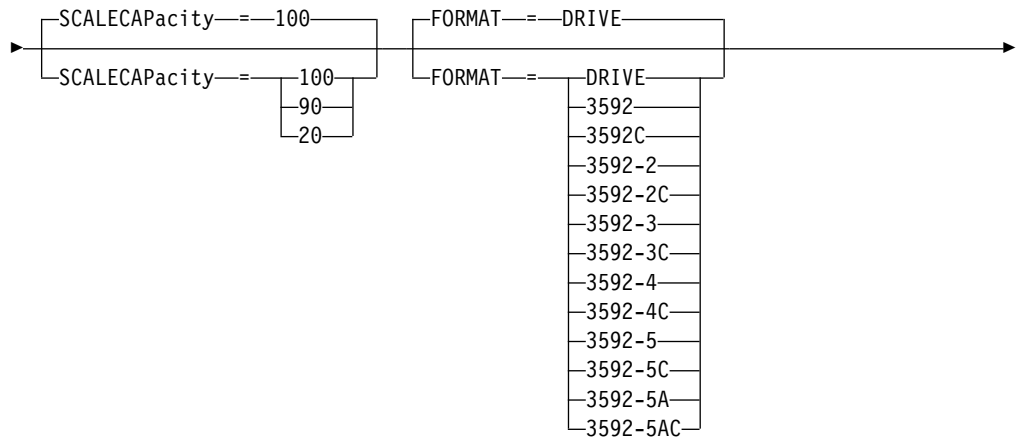 SCALECAPacity = 100 FORMAT = DRIVE
SCALECAPacity = 100 FORMAT = DRIVE
90 3592
20 3592C
3592-2
3592-2C
3592-3
3592-3C
3592-4
3592-4C
3592-5
3592-5C
3592-5A
3592-5AC